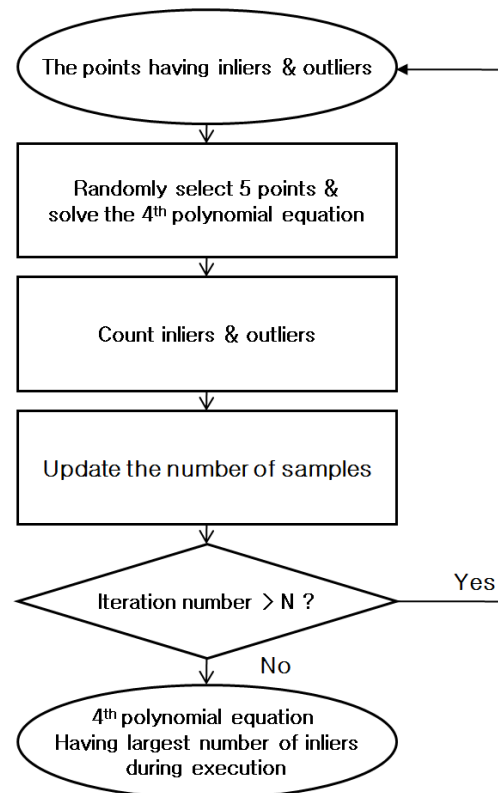 The points having inliers & outliers
Randomly select 5 points &
solve the 4th polynomial equation
Count inliers & outliers
Update the number of samples
Iteration number > N ?
Yes
No
4th polynomial equation
Having largest number of inliers
during execution